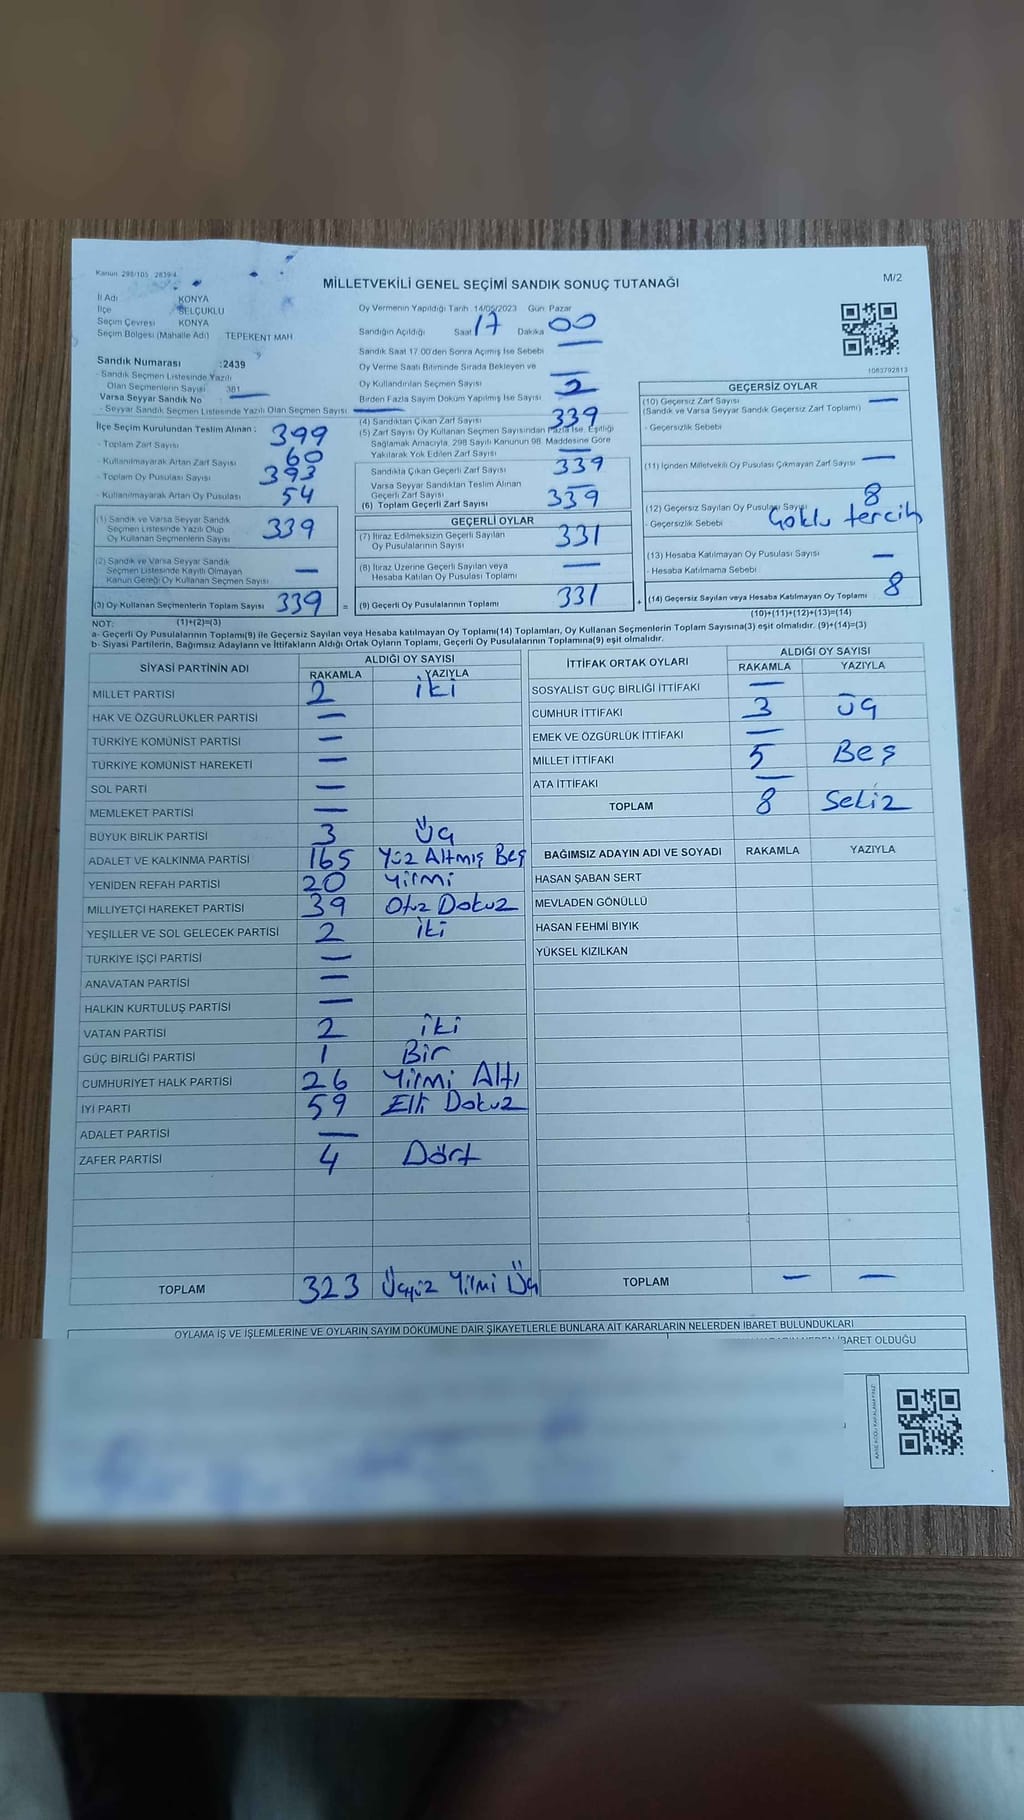 Kanun 298/105 2839/4
MİLLETVEKİLİ GENEL SEÇİMİ SANDIK SONUÇ TUTANAĞI
M/2
İl Adı KONYA
İlçe SELÇUKLU
Seçim Çevresi KONYA
Seçim Bölgesi (Mahalle Adı) TEPEKENT MAH
Sandık Numarası :2439
- Sandık Seçmen Listesinde Yazılı
Olan Seçmenlerin Sayısı 381
Varsa Seyyar Sandık No —
- Seyyar Sandık Seçmen Listesinde Yazılı Olan Seçmen Sayısı —
İlçe Seçim Kurulundan Teslim Alınan :
- Toplam Zarf Sayısı 399
- Kullanılmayarak Artan Zarf Sayısı 60
- Toplam Oy Pusulası Sayısı 393
- Kullanılmayarak Artan Oy Pusulası 54
(1) Sandık ve Varsa Seyyar Sandık
Seçmen Listesinde Yazılı Olup
Oy Kullanan Seçmenlerin Sayısı 339
(2) Sandık ve Varsa Seyyar Sandık
Seçmen Listesinde Kayıtlı Olmayan
Kanun Gereği Oy Kullanan Seçmen Sayısı —
(3) Oy Kullanan Seçmenlerin Toplam Sayısı 339 =
(1)+(2)=(3)
Oy Vermenin Yapıldığı Tarih 14/05/2023 Gün Pazar
Sandığın Açıldığı Saat 17 Dakika 00
Sandık Saat 17.00'den Sonra Açılmış İse Sebebi —
Oy Verme Saati Bitiminde Sırada Bekleyen ve
Oy Kullandırılan Seçmen Sayısı —
Birden Fazla Sayım Döküm Yapılmış İse Sayısı 2
(4) Sandıktan Çıkan Zarf Sayısı 339
(5) Zarf Sayısı Oy Kullanan Seçmen Sayısından Fazla İse, Eşitliği
Sağlamak Amacıyla, 298 Sayılı Kanunun 98. Maddesine Göre
Yakılarak Yok Edilen Zarf Sayısı —
Sandıkta Çıkan Geçerli Zarf Sayısı 339
Varsa Seyyar Sandıktan Teslim Alınan
Geçerli Zarf Sayısı —
(6) Toplam Geçerli Zarf Sayısı 339
GEÇERLİ OYLAR
(7) İtiraz Edilmeksizin Geçerli Sayılan
Oy Pusulalarının Sayısı 331
(8) İtiraz Üzerine Geçerli Sayılan veya
Hesaba Katılan Oy Pusulası Toplamı —
(9) Geçerli Oy Pusulalarının Toplamı 331 +
1083792813
GEÇERSİZ OYLAR
(10) Geçersiz Zarf Sayısı —
(Sandık ve Varsa Seyyar Sandık Geçersiz Zarf Toplamı)
- Geçersizlik Sebebi
(11) İçinden Milletvekili Oy Pusulası Çıkmayan Zarf Sayısı —
(12) Geçersiz Sayılan Oy Pusulası Sayısı 8
- Geçersizlik Sebebi Çoklu tercih
(13) Hesaba Katılmayan Oy Pusulası Sayısı —
- Hesaba Katılmama Sebebi
(14) Geçersiz Sayılan veya Hesaba Katılmayan Oy Toplamı 8
(10)+(11)+(12)+(13)=(14)
NOT:
a- Geçerli Oy Pusulaları Toplamı(9) ile Geçersiz Sayılan veya Hesaba katılmayan Oy Toplamı(14) Toplamları, Oy Kullanan Seçmenlerin Toplam Sayısına(3) eşit olmalıdır. (9)+(14)=(3)
b- Siyasi Partilerin, Bağımsız Adayların ve İttifakların Aldığı Ortak Oyların Toplamı, Geçerli Oy Pusulalarının Toplamına(9) eşit olmalıdır.
SİYASİ PARTİNİN ADI ALDIĞI OY SAYISI
RAKAMLA YAZIYLA
MİLLET PARTİSİ 2 iki
HAK VE ÖZGÜRLÜKLER PARTİSİ —
TÜRKİYE KOMÜNİST PARTİSİ —
TÜRKİYE KOMÜNİST HAREKETİ —
SOL PARTİ —
MEMLEKET PARTİSİ —
BÜYÜK BİRLİK PARTİSİ 3 Üç
ADALET VE KALKINMA PARTİSİ 165 Yüz Altmış Beş
YENİDEN REFAH PARTİSİ 20 Yirmi
MİLLİYETÇİ HAREKET PARTİSİ 39 Otuz Dokuz
YEŞİLLER VE SOL GELECEK PARTİSİ 2 iki
TÜRKİYE İŞÇİ PARTİSİ —
ANAVATAN PARTİSİ —
HALKIN KURTULUŞ PARTİSİ —
VATAN PARTİSİ 2 iki
GÜÇ BİRLİĞİ PARTİSİ 1 Bir
CUMHURİYET HALK PARTİSİ 26 Yirmi Altı
İYİ PARTİ 59 Elli Dokuz
ADALET PARTİSİ —
ZAFER PARTİSİ 4 Dört
TOPLAM 323 Üçyüz Yirmi Üç
İTTİFAK ORTAK OYLARI ALDIĞI OY SAYISI
RAKAMLA YAZIYLA
SOSYALİST GÜÇ BİRLİĞİ İTTİFAKI —
CUMHUR İTTİFAKI 3 Üç
EMEK VE ÖZGÜRLÜK İTTİFAKI —
MİLLET İTTİFAKI 5 Beş
ATA İTTİFAKI —
TOPLAM 8 Sekiz
BAĞIMSIZ ADAYIN ADI VE SOYADI RAKAMLA YAZIYLA
HASAN ŞABAN SERT
MEVLADEN GÖNÜLLÜ
HASAN FEHMİ BIYIK
YÜKSEL KIZILKAN
TOPLAM — —
OYLAMA İŞ VE İŞLEMLERİNE VE OYLARIN SAYIM DÖKÜMÜNE DAİR ŞİKAYETLERLE BUNLARA AİT KARARLARIN NELERDEN İBARET BULUNDUKLARI
İBARET OLDUĞU